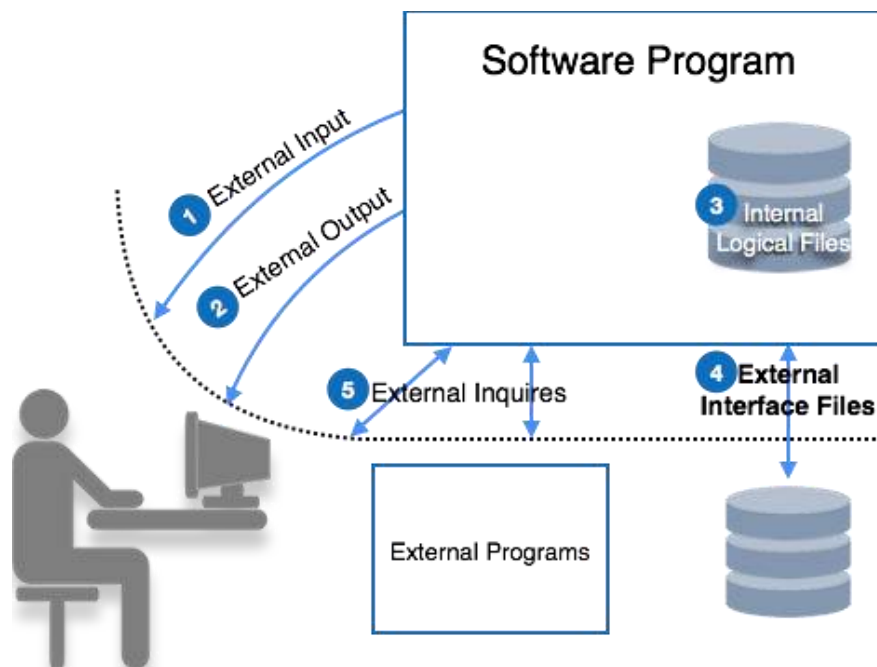 Software Program
1 External Input
2 External Output
3 Internal
Logical Files
5 External Inquires
4 External
Interface Files
External Programs